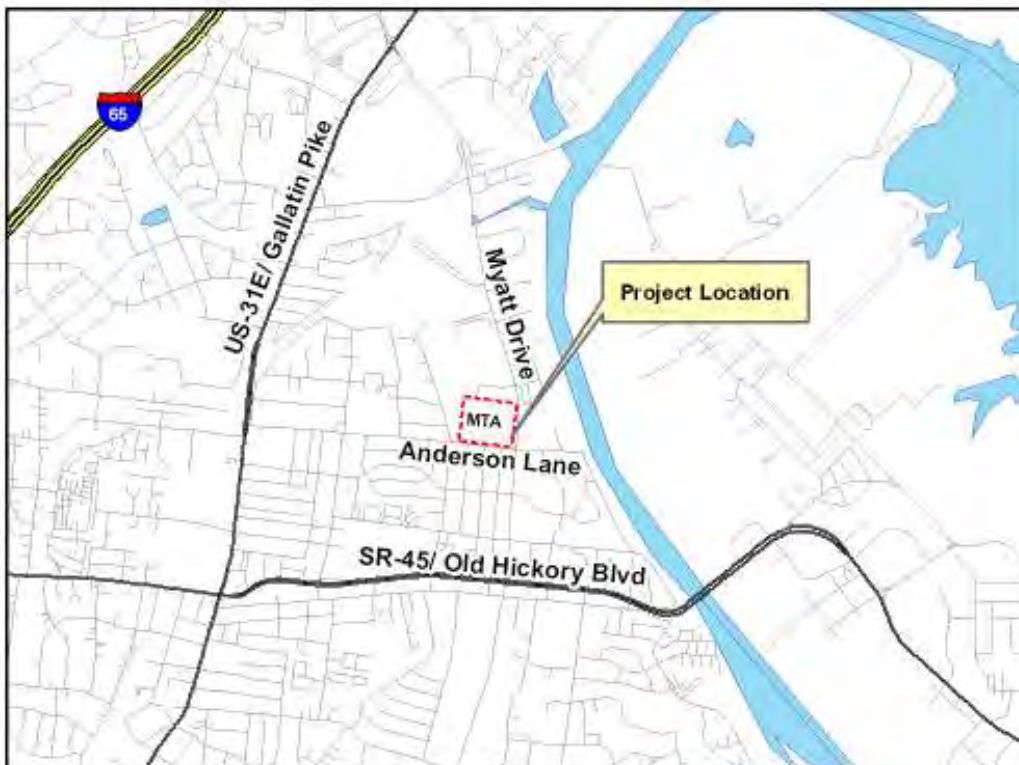 65
US-31E/ Gallatin Pike
Myatt Drive
Project Location
MTA
Anderson Lane
SR-45/ Old Hickory Blvd